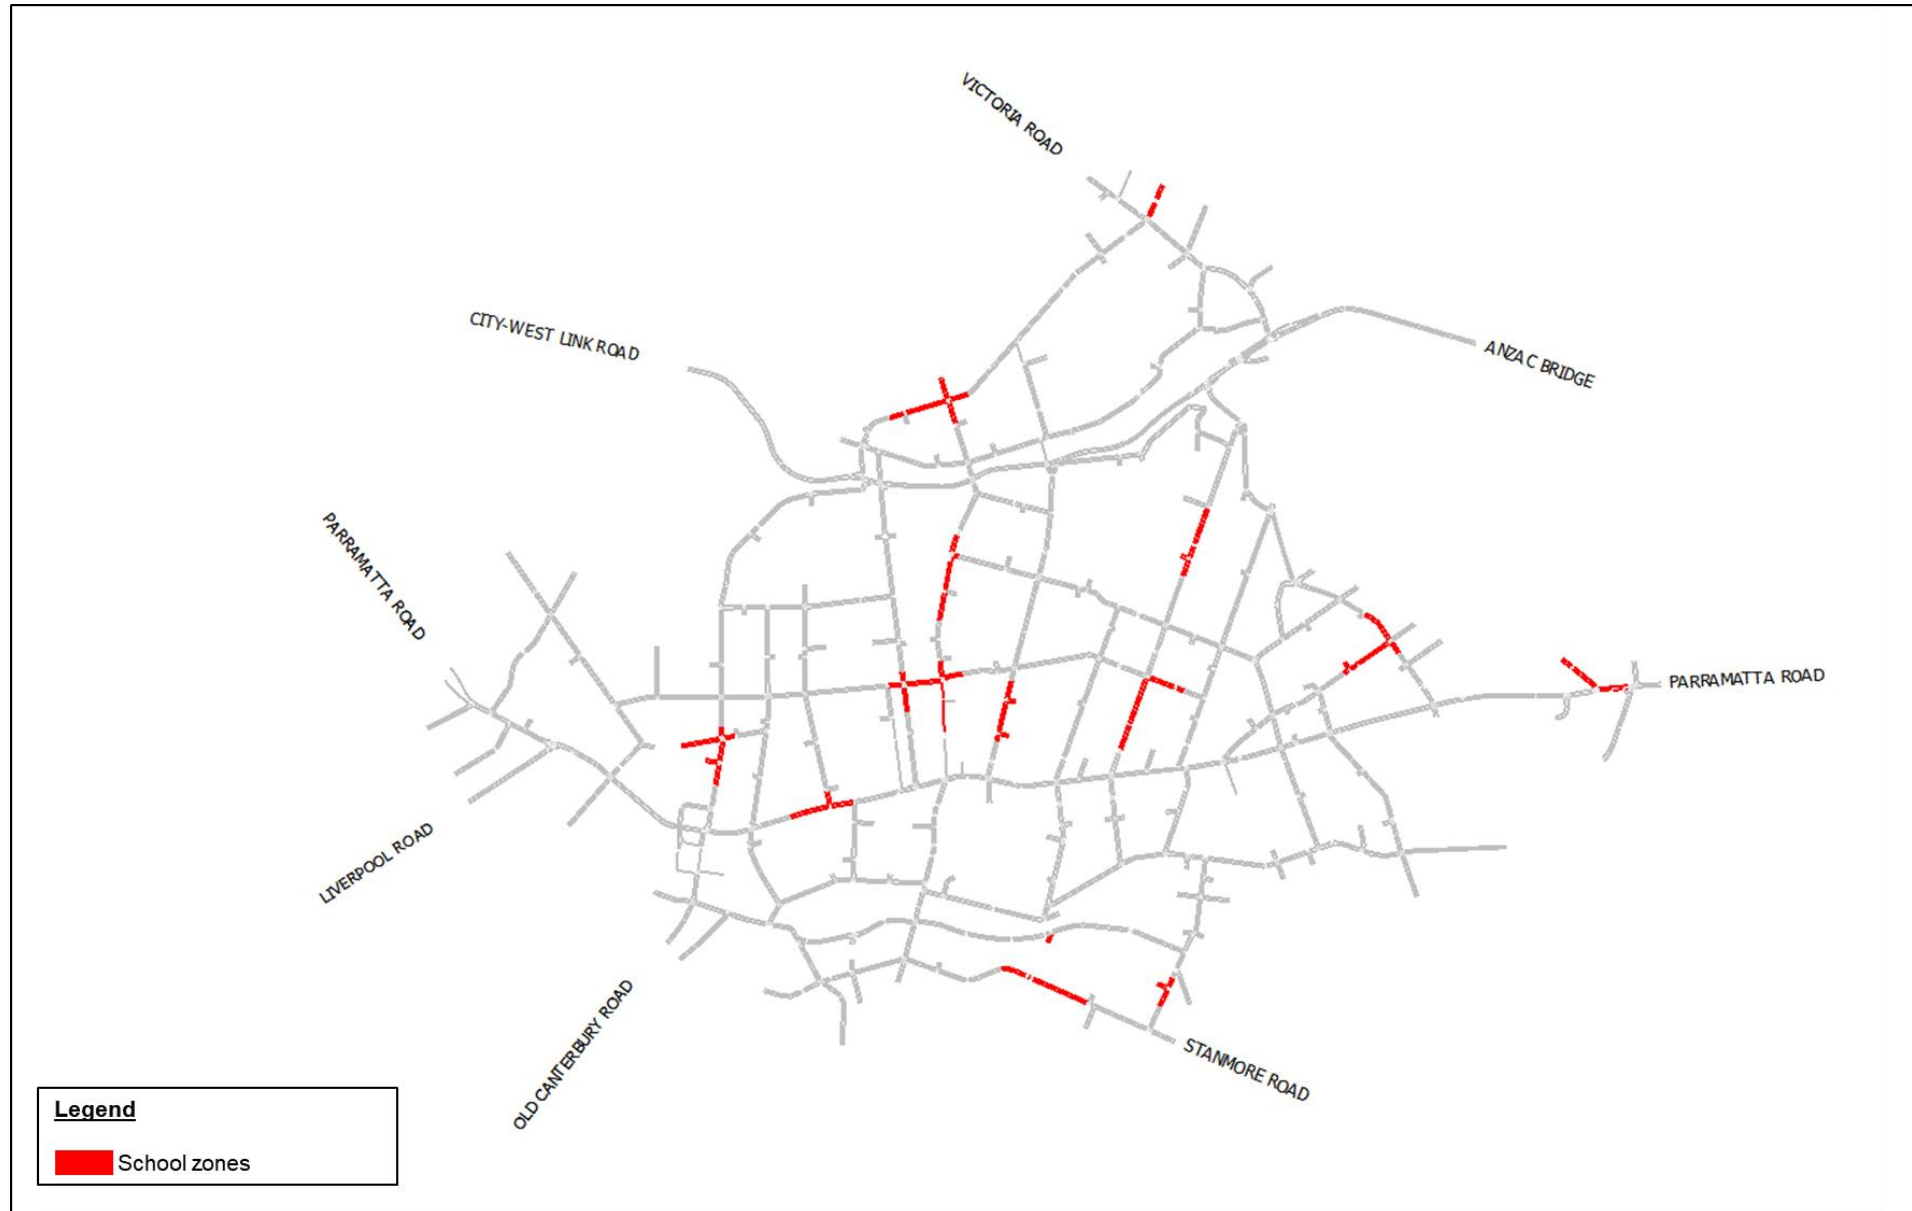 VICTORIA ROAD
CITY-WEST LINK ROAD
ANZAC BRIDGE
PARRAMATTA ROAD
PARRAMATTA ROAD
LIVERPOOL ROAD
OLD CANTERBURY ROAD
STANMORE ROAD
Legend
School zones